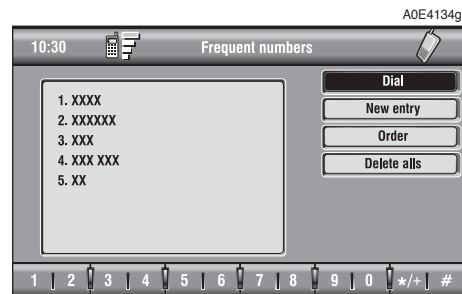 A0E4134g
10:30 Frequent numbers
Dial
New entry
Order
Delete alls
1. XXXX
2. XXXXXX
3. XXX
4. XXX XXX
5. XX
1 2 3 4 5 6 7 8 9 0 */+ #